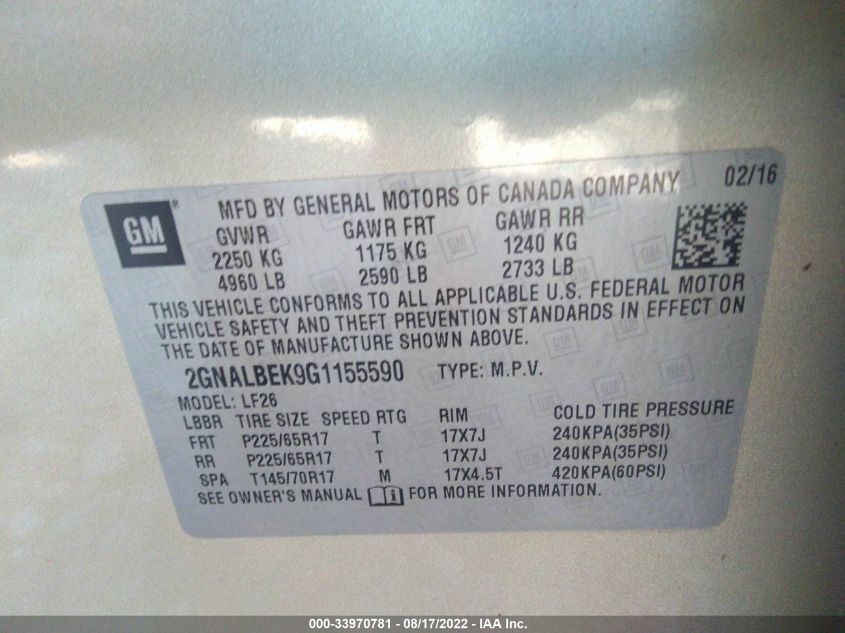 GM ®
MFD BY GENERAL MOTORS OF CANADA COMPANY 02/16
GVWR GAWR FRT GAWR RR
2250 KG 1175 KG 1240 KG
4960 LB 2590 LB 2733 LB
THIS VEHICLE CONFORMS TO ALL APPLICABLE U.S. FEDERAL MOTOR
VEHICLE SAFETY AND THEFT PREVENTION STANDARDS IN EFFECT ON
THE DATE OF MANUFACTURE SHOWN ABOVE.
2GNALBEK9G1155590 TYPE: M.P.V.
MODEL: LF26
LBBR TIRE SIZE SPEED RTG RIM COLD TIRE PRESSURE
FRT P225/65R17 T 17X7J 240KPA(35PSI)
RR P225/65R17 T 17X7J 240KPA(35PSI)
SPA T145/70R17 M 17X4.5T 420KPA(60PSI)
SEE OWNER'S MANUAL i FOR MORE INFORMATION.
000-33970781 - 08/17/2022 - IAA Inc.